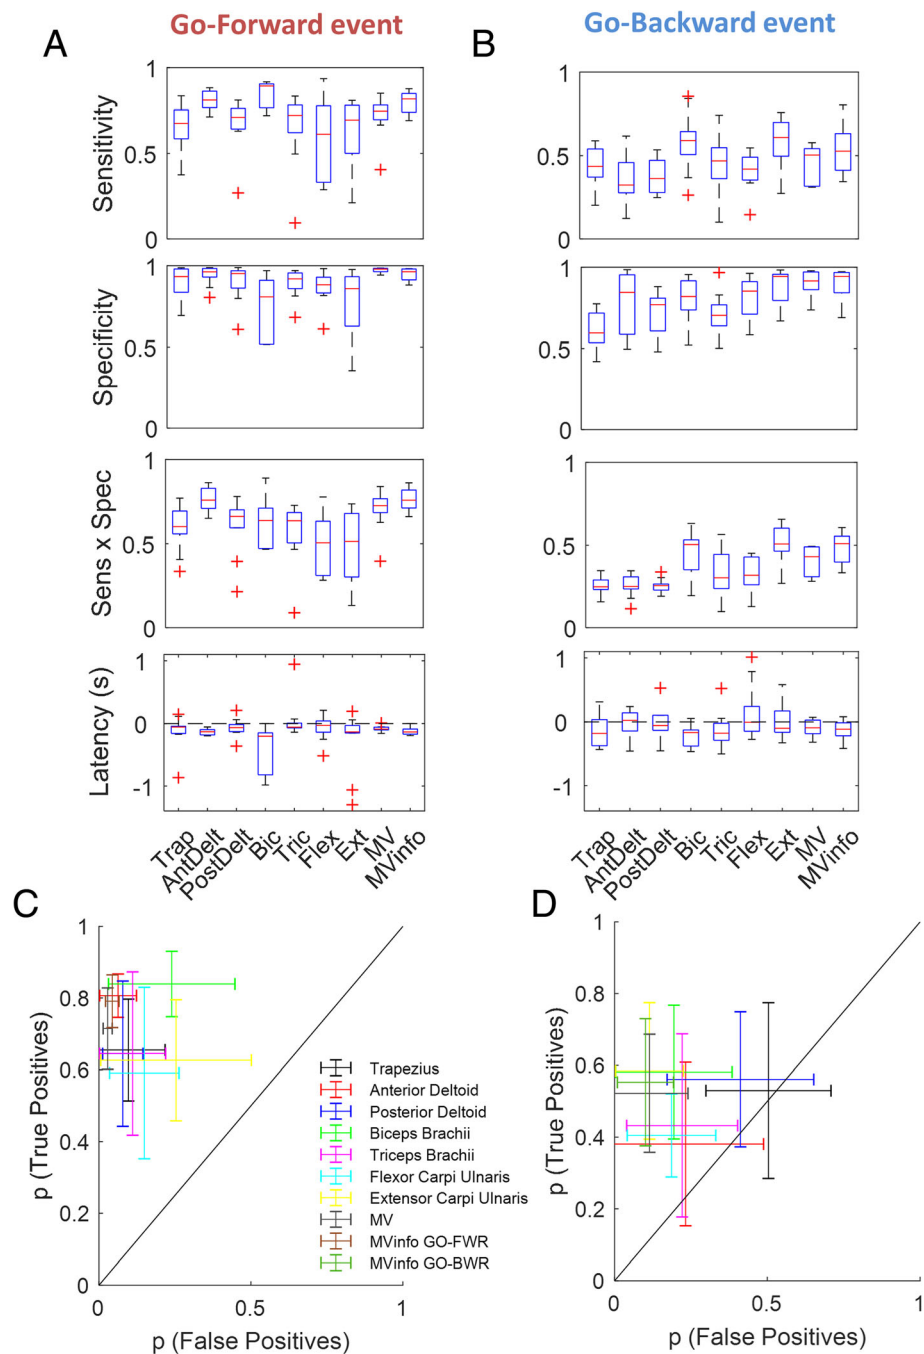 A
Go-Forward event
B
Go-Backward event
Sensitivity
1
0
1
0.5
0
Specificity
1
0.5
0
1
0.5
0
Sens x Spec
1
0.5
0
1
0.5
0
Latency (s)
1
0
-1
1
0
-1
Trap
AntDelt
PostDelt
Bic
Tric
Flex
Ext
MV
MVinfo
Trap
AntDelt
PostDelt
Bic
Tric
Flex
Ext
MV
MVinfo
C
p (True Positives)
1
0.8
0.6
0.4
0.2
0
0
0.5
1
p (False Positives)
Trapezius
Anterior Deltoid
Posterior Deltoid
Biceps Brachii
Triceps Brachii
Flexor Carpi Ulnaris
Extensor Carpi Ulnaris
MV
MVinfo GO-FWR
MVinfo GO-BWR
D
p (True Positives)
1
0.8
0.6
0.4
0.2
0
0
0.5
1
p (False Positives)